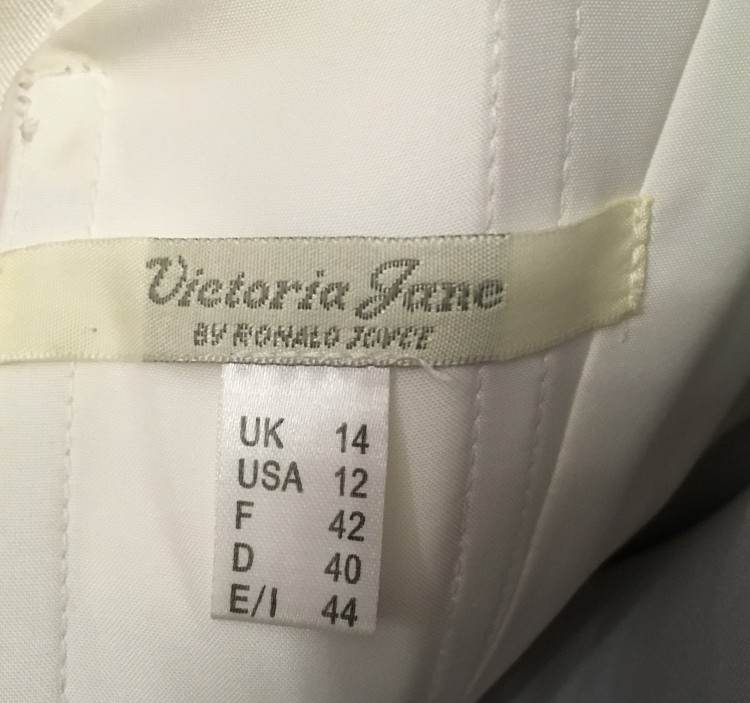 Victoria Jane
BY RONALD JOYCE
UK 14
USA 12
F 42
D 40
E/I 44